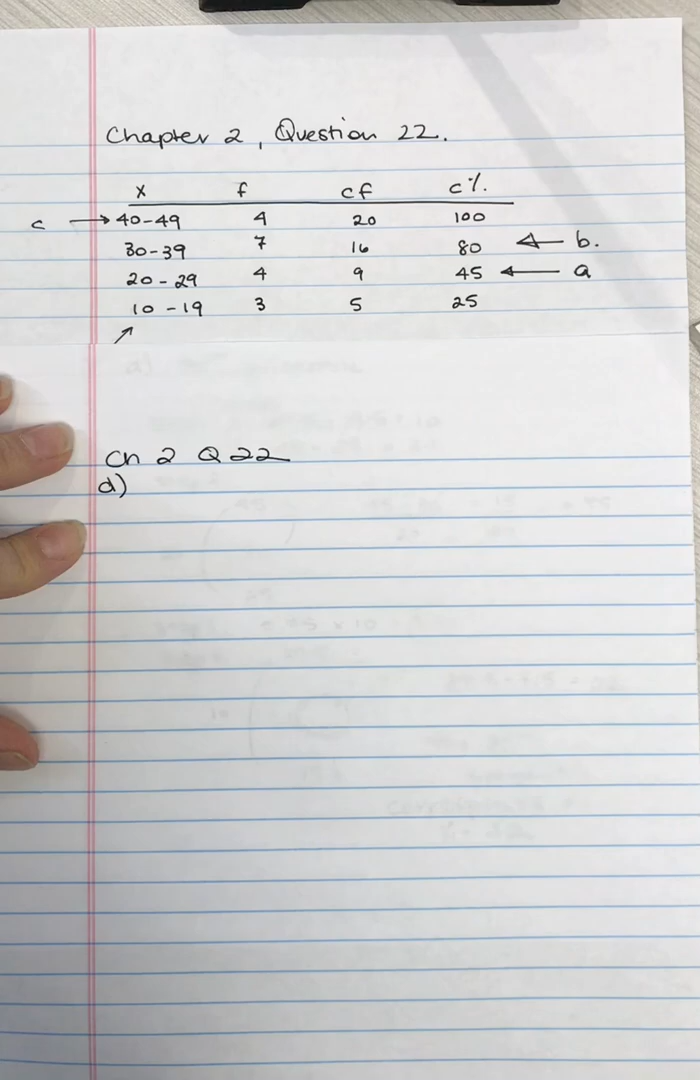 Chapter 2, Question 22.
x f cf c%.
c → 40-49 4 20 100
30-39 7 16 80 ← b.
20-29 4 9 45 ← a
10-19 3 5 25
↗
Ch 2 Q 22
d)